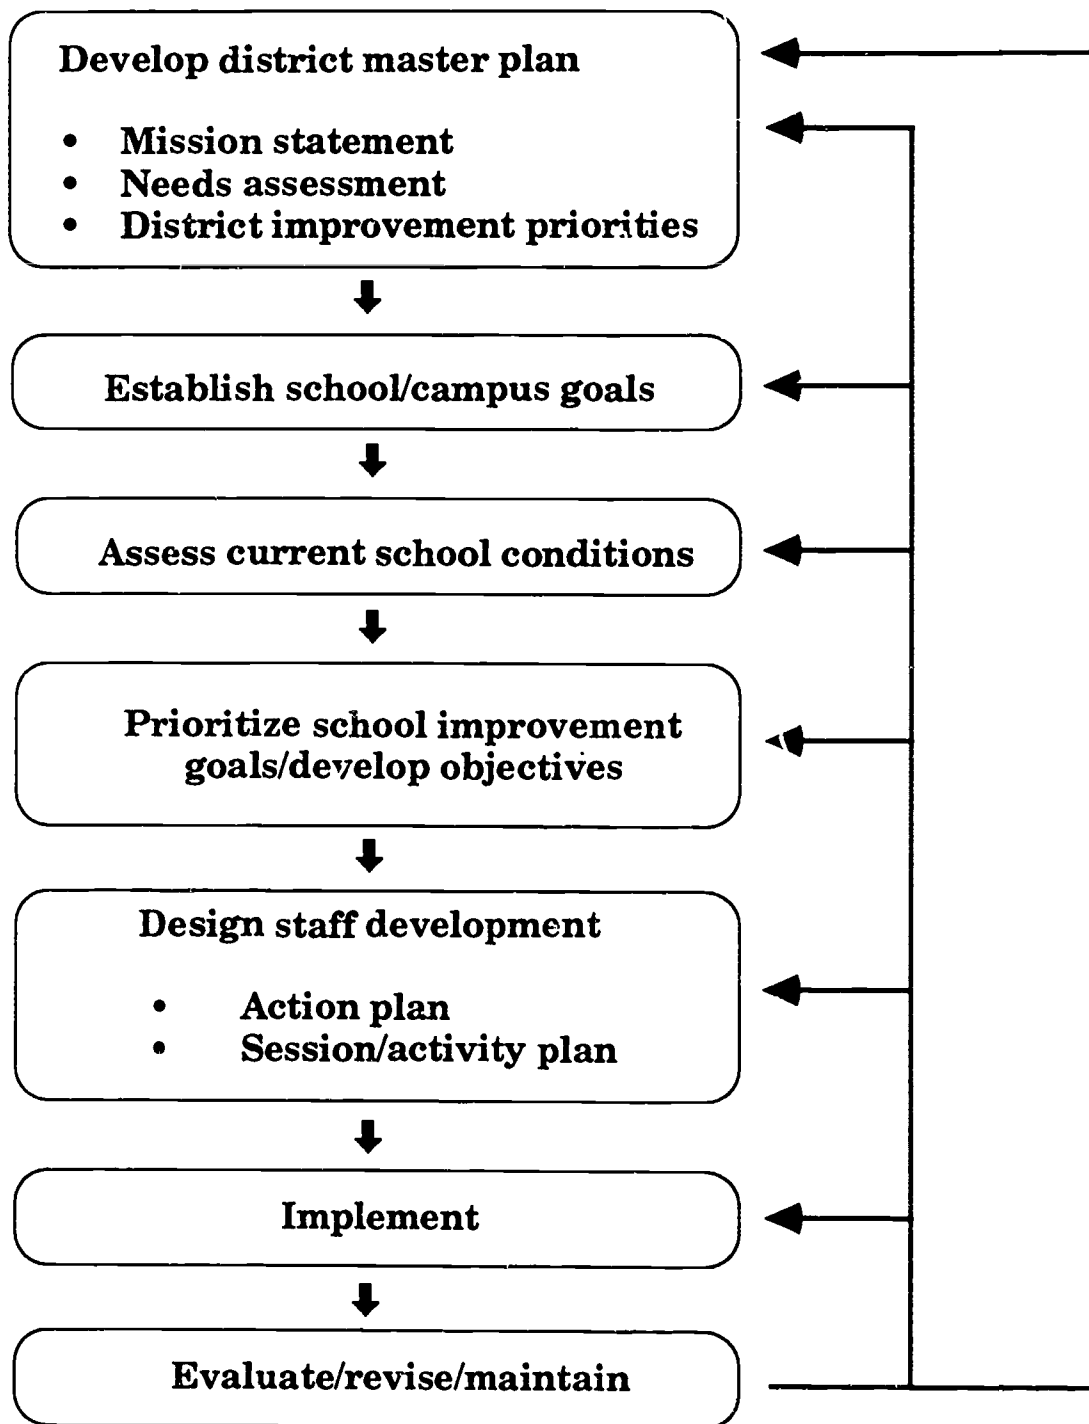 Develop district master plan
• Mission statement
• Needs assessment
• District improvement priorities
Establish school/campus goals
Assess current school conditions
Prioritize school improvement
goals/develop objectives
Design staff development
• Action plan
• Session/activity plan
Implement
Evaluate/revise/maintain